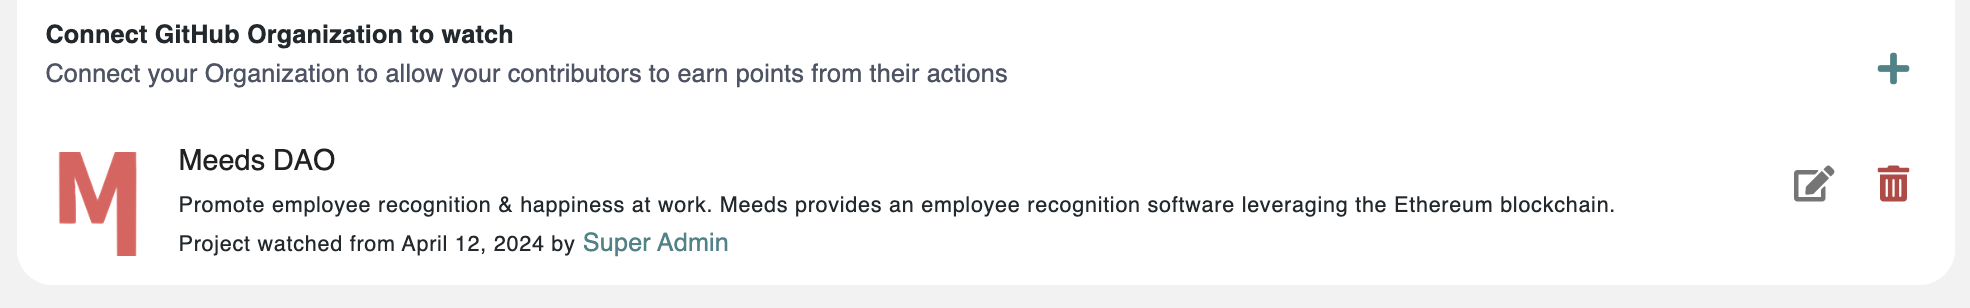 Connect GitHub Organization to watch
Connect your Organization to allow your contributors to earn points from their actions
Meeds DAO
Promote employee recognition & happiness at work. Meeds provides an employee recognition software leveraging the Ethereum blockchain.
Project watched from April 12, 2024 by Super Admin